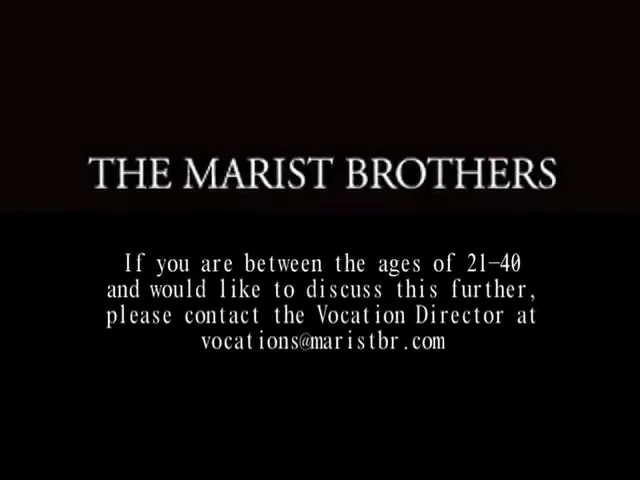 THE MARIST BROTHERS
If you are between the ages of 21-40
and would like to discuss this further,
please contact the Vocation Director at
vocations@maristbr.com